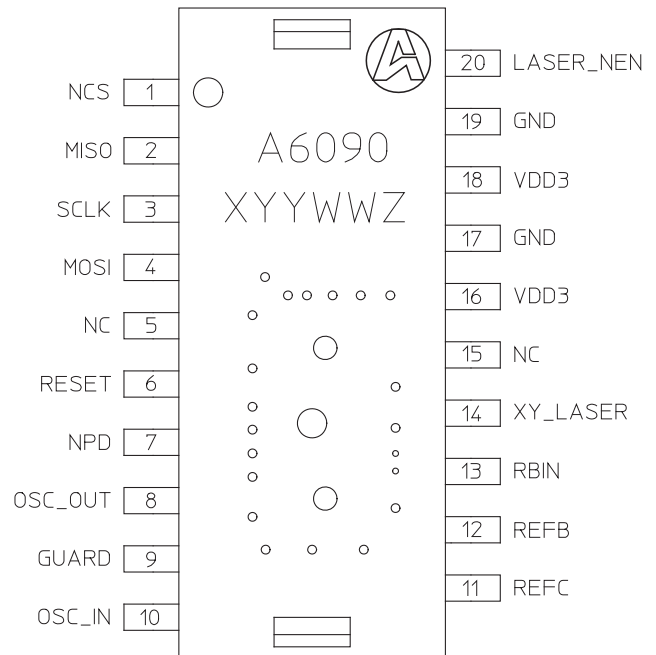 NCS 1
MISO 2
SCLK 3
MOSI 4
NC 5
RESET 6
NPD 7
OSC_OUT 8
GUARD 9
OSC_IN 10
A6090
XYYWWZ
20 LASER_NEN
19 GND
18 VDD3
17 GND
16 VDD3
15 NC
14 XY_LASER
13 RBIN
12 REFB
11 REFC